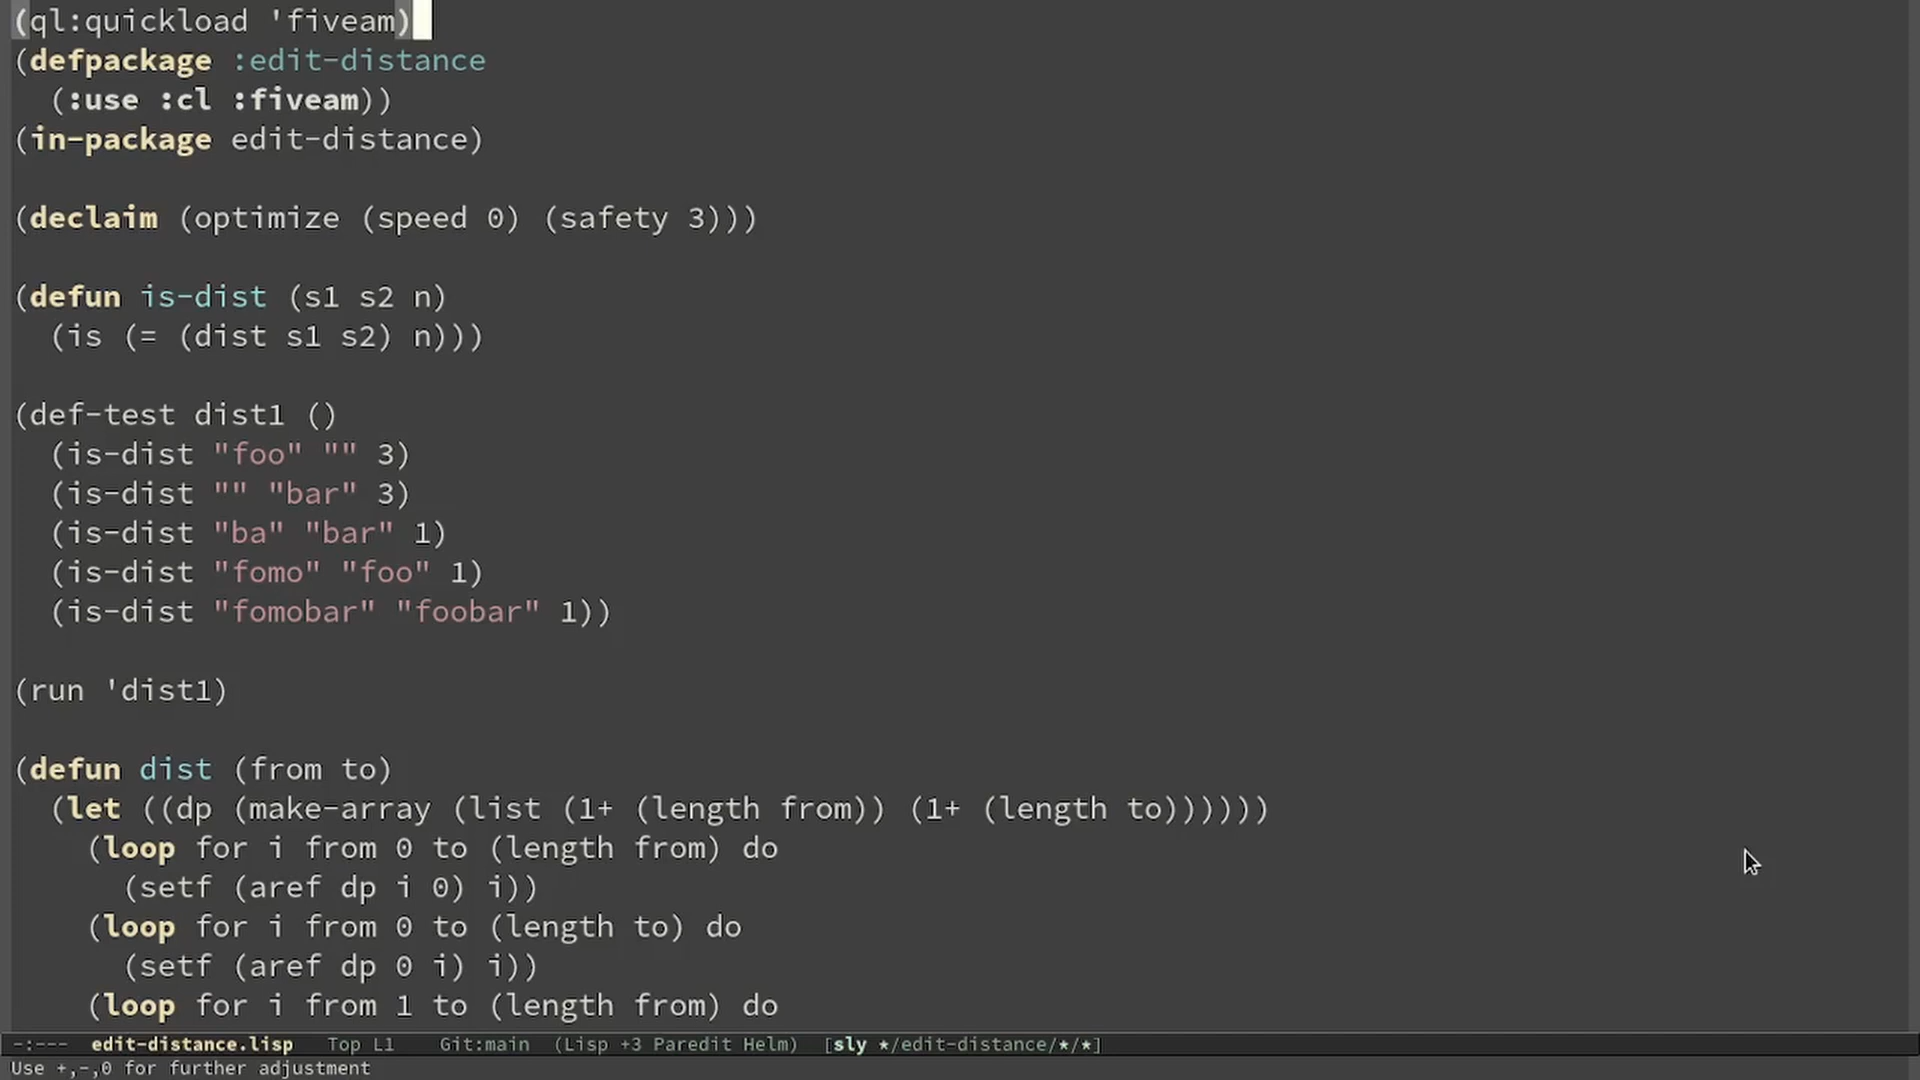 (ql:quickload 'fiveam)
(defpackage :edit-distance
  (:use :cl :fiveam))
(in-package edit-distance)

(declaim (optimize (speed 0) (safety 3)))

(defun is-dist (s1 s2 n)
  (is (= (dist s1 s2) n)))

(def-test dist1 ()
  (is-dist "foo" "" 3)
  (is-dist "" "bar" 3)
  (is-dist "ba" "bar" 1)
  (is-dist "fomo" "foo" 1)
  (is-dist "fomobar" "foobar" 1))

(run 'dist1)

(defun dist (from to)
  (let ((dp (make-array (list (1+ (length from)) (1+ (length to))))))
    (loop for i from 0 to (length from) do
      (setf (aref dp i 0) i))
    (loop for i from 0 to (length to) do
      (setf (aref dp 0 i) i))
    (loop for i from 1 to (length from) do
-:---  edit-distance.lisp   Top L1    Git:main  (Lisp +3 Paredit Helm)  [sly ★/edit-distance/★/★]
Use +,-,0 for further adjustment